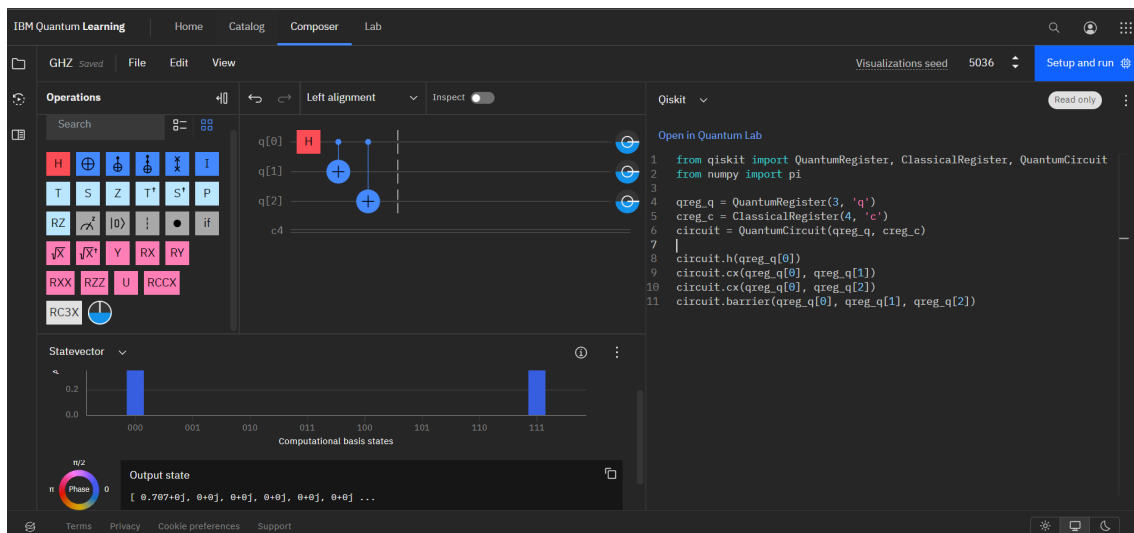 IBM Quantum Learning Home Catalog Composer Lab
GHZ Saved File Edit View Visualizations seed 5036 Setup and run
Operations
Search
H I
T S Z T† S† P
RZ z |0⟩ if
√X √X† Y RX RY
RXX RZZ U RCCX
RC3X
Left alignment Inspect
q[0] H
q[1]
q[2]
c4
Statevector
0.2
0.0
000 001 010 011 100 101 110 111
Computational basis states
π/2
π Phase 0
Output state
[ 0.707+0j, 0+0j, 0+0j, 0+0j, 0+0j, 0+0j ...
Qiskit Read only
Open in Quantum Lab
1 from qiskit import QuantumRegister, ClassicalRegister, QuantumCircuit
2 from numpy import pi
3
4 qreg_q = QuantumRegister(3, 'q')
5 creg_c = ClassicalRegister(4, 'c')
6 circuit = QuantumCircuit(qreg_q, creg_c)
7
8 circuit.h(qreg_q[0])
9 circuit.cx(qreg_q[0], qreg_q[1])
10 circuit.cx(qreg_q[0], qreg_q[2])
11 circuit.barrier(qreg_q[0], qreg_q[1], qreg_q[2])
Terms Privacy Cookie preferences Support